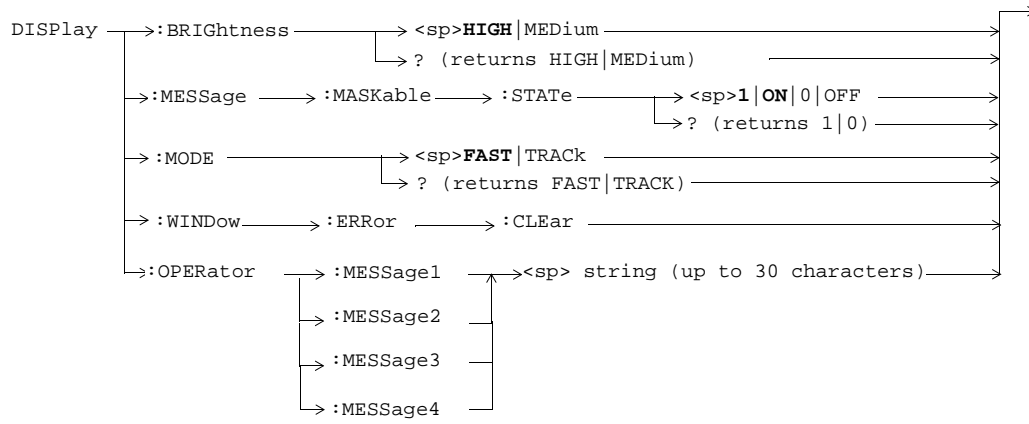 DISPlay :BRIGhtness <sp>HIGH|MEDium
? (returns HIGH|MEDium)
:MESSage :MASKable :STATe <sp>1|ON|0|OFF
? (returns 1|0)
:MODE <sp>FAST|TRACk
? (returns FAST|TRACK)
:WINDow :ERRor :CLEar
:OPERator :MESSage1 <sp> string (up to 30 characters)
:MESSage2
:MESSage3
:MESSage4